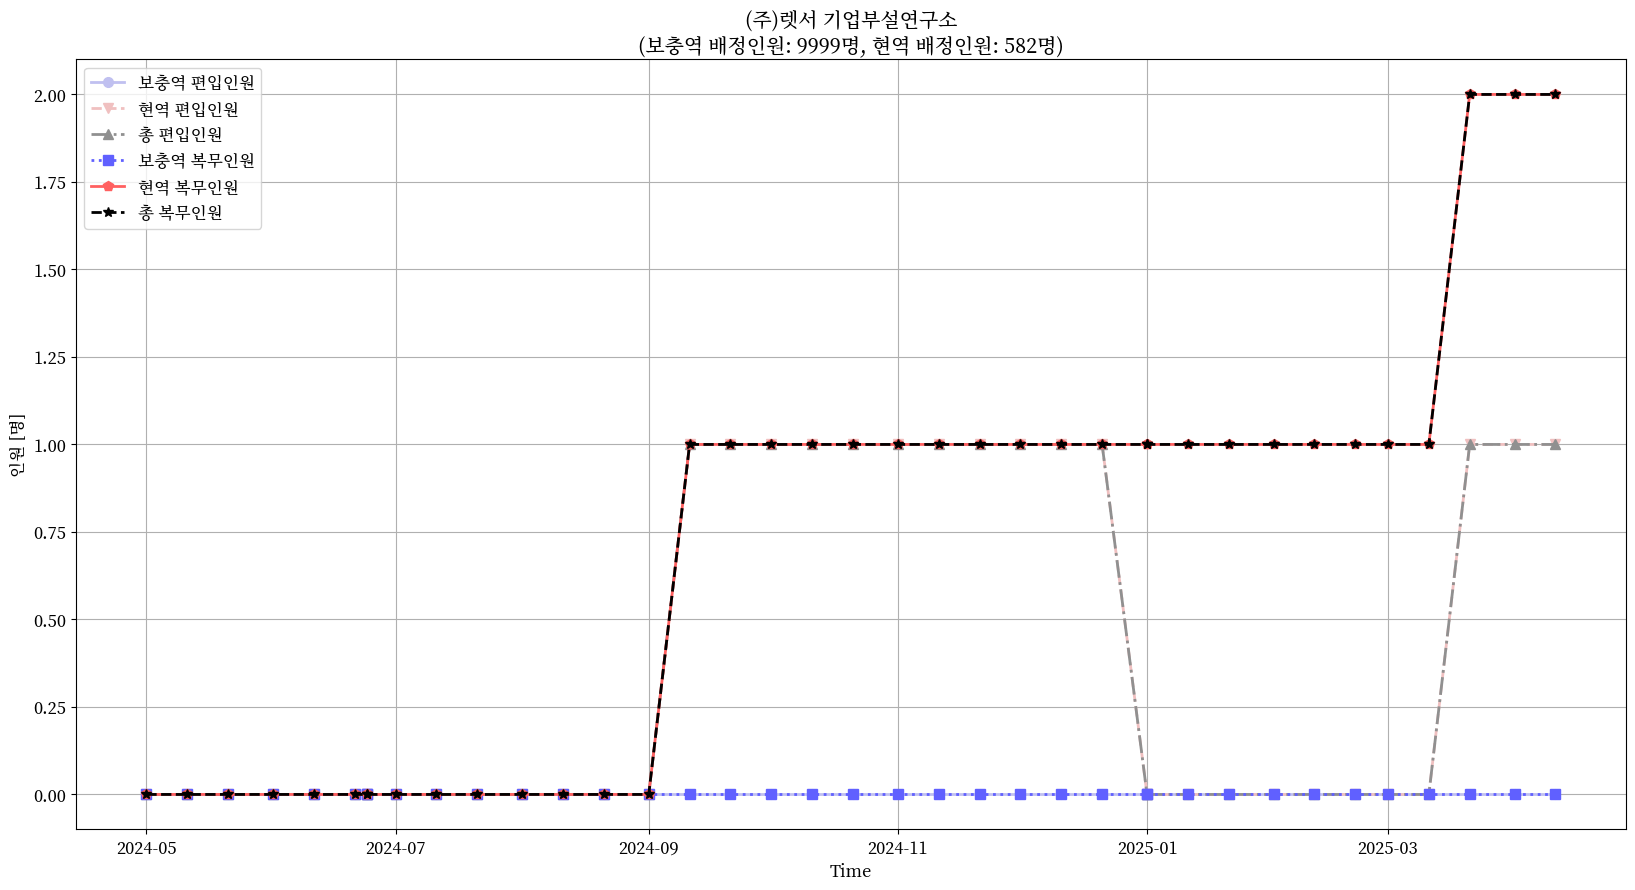 (주)렛서 기업부설연구소
(보충역 배정인원: 9999명, 현역 배정인원: 582명)
보충역 편입인원
현역 편입인원
총 편입인원
보충역 복무인원
현역 복무인원
총 복무인원
2.00
1.75
1.50
1.25
1.00
0.75
0.50
0.25
0.00
인원 [명]
2024-05
2024-07
2024-09
2024-11
2025-01
2025-03
Time